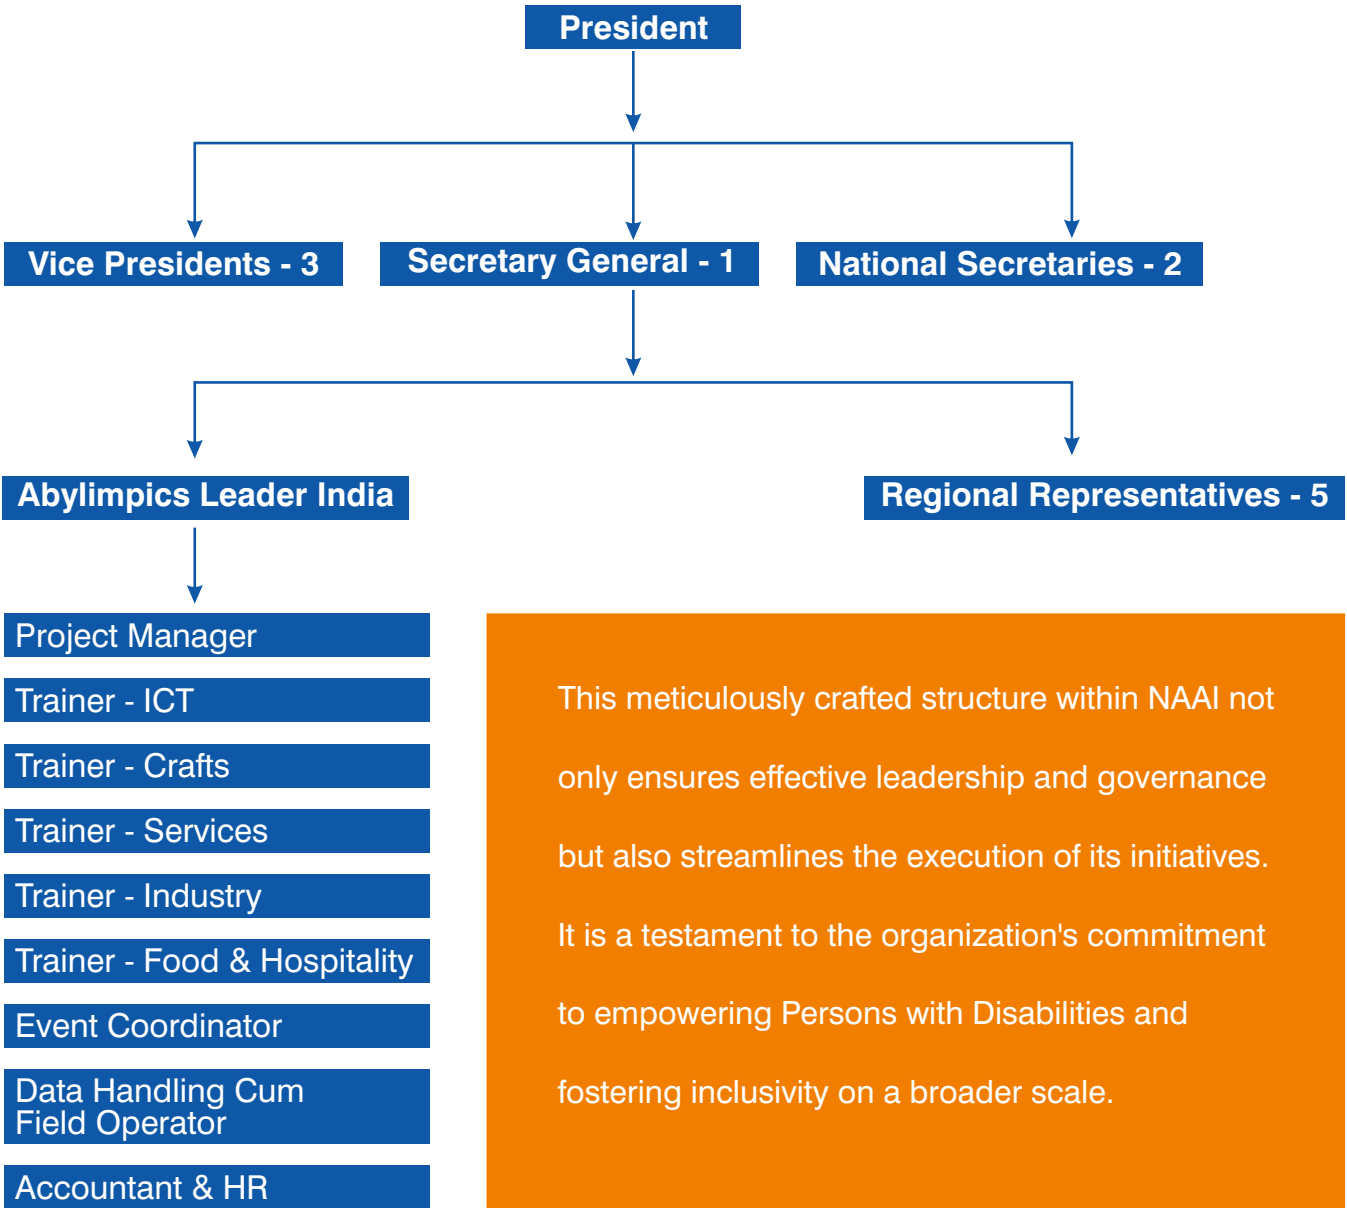 President
Vice Presidents - 3
Secretary General - 1
National Secretaries - 2
Abylimpics Leader India
Regional Representatives - 5
Project Manager
Trainer - ICT
Trainer - Crafts
Trainer - Services
Trainer - Industry
Trainer - Food & Hospitality
Event Coordinator
Data Handling Cum
Field Operator
Accountant & HR
This meticulously crafted structure within NAAI not
only ensures effective leadership and governance
but also streamlines the execution of its initiatives.
It is a testament to the organization's commitment
to empowering Persons with Disabilities and
fostering inclusivity on a broader scale.